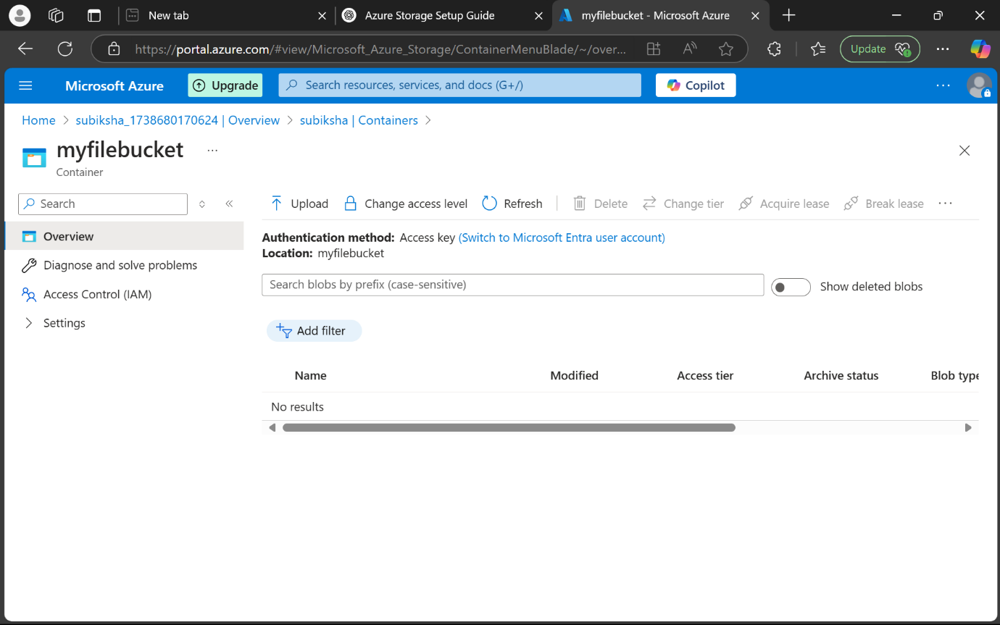 New tab
Azure Storage Setup Guide
myfilebucket - Microsoft Azure
https://portal.azure.com/#view/Microsoft_Azure_Storage/ContainerMenuBlade/~/over...
Update
Microsoft Azure
Upgrade
Search resources, services, and docs (G+/)
Copilot
Home > subiksha_1738680170624 | Overview > subiksha | Containers >
myfilebucket ...
Container
Search
Upload Change access level Refresh Delete Change tier Acquire lease Break lease ...
Overview
Diagnose and solve problems
Access Control (IAM)
Settings
Authentication method: Access key (Switch to Microsoft Entra user account)
Location: myfilebucket
Search blobs by prefix (case-sensitive)
Show deleted blobs
Add filter
Name Modified Access tier Archive status Blob type
No results